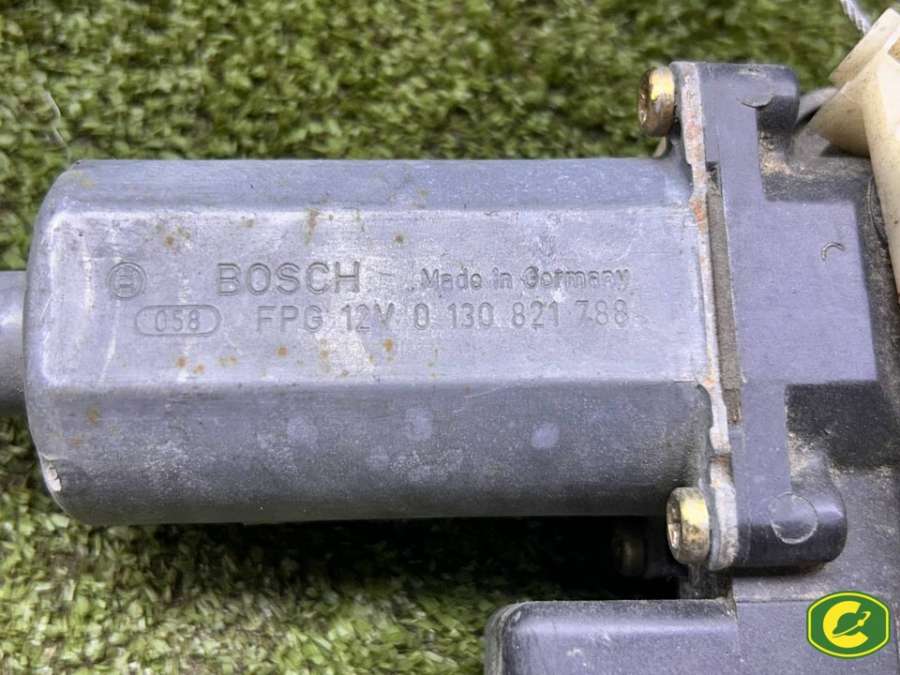 BOSCH Made in Germany
058 FPG 12V 0 130 821 788